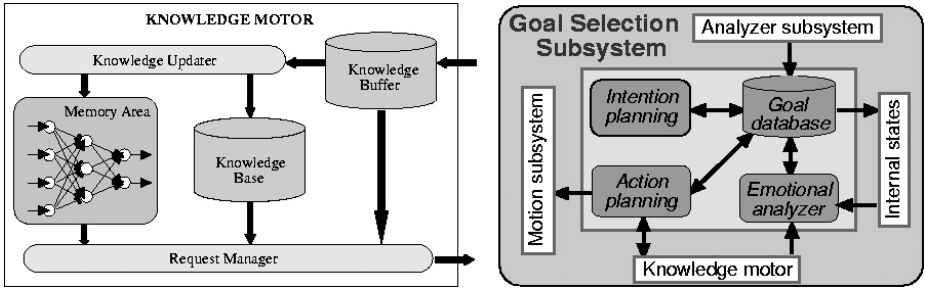 KNOWLEDGE MOTOR
Knowledge Updater
Knowledge
Buffer
Memory Area
Knowledge
Base
Request Manager
Goal Selection
Subsystem
Analyzer subsystem
Intention
planning
Goal
database
Motion subsystem
Internal states
Action
planning
Emotional
analyzer
Knowledge motor